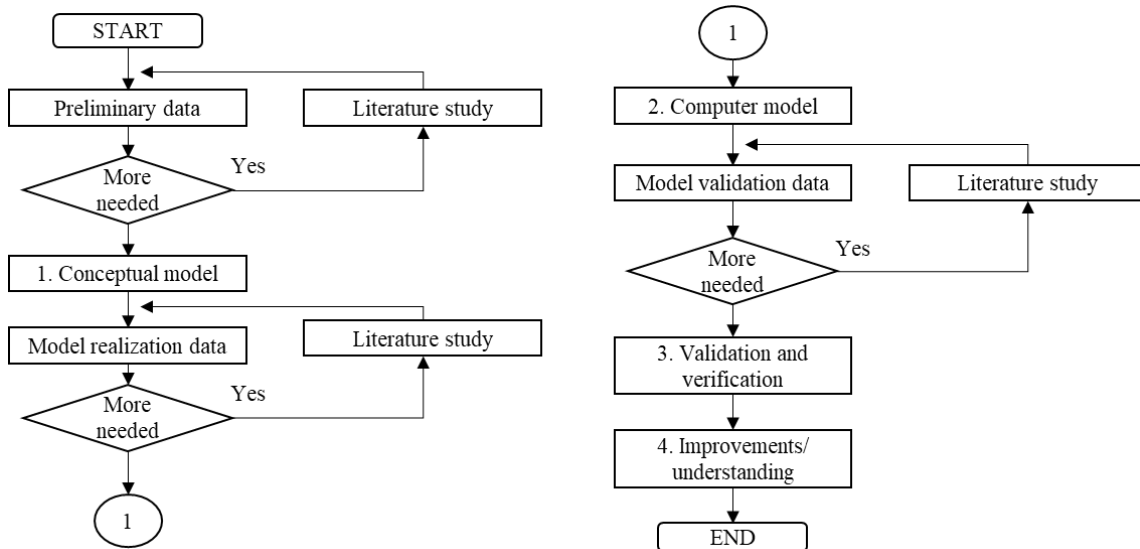 START
Preliminary data
Literature study
More
needed
Yes
1. Conceptual model
Model realization data
Literature study
More
needed
Yes
1
1
2. Computer model
Model validation data
Literature study
More
needed
Yes
3. Validation and
verification
4. Improvements/
understanding
END